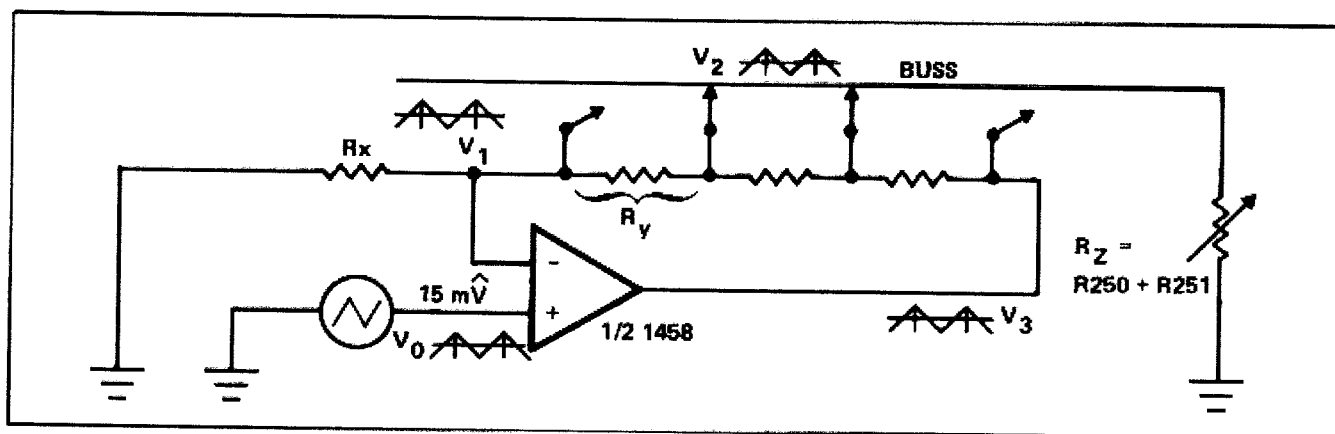 V2
BUSS
Rx
V1
Ry
RZ =
R250 + R251
15 mV̂
-
+
V0
1/2 1458
V3